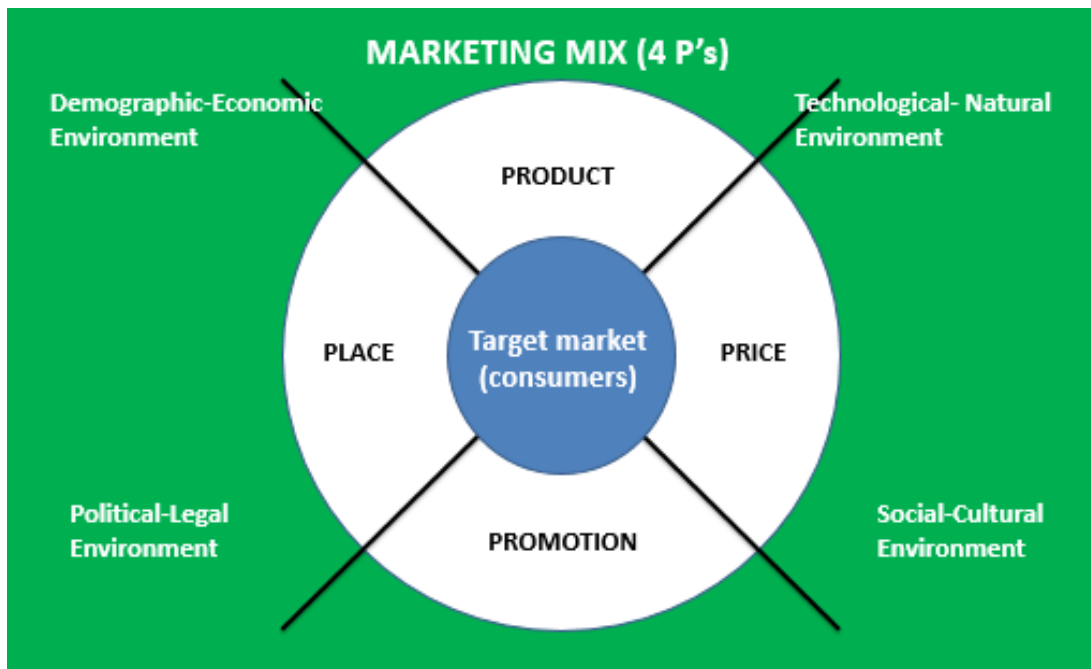 MARKETING MIX (4 P’s)
Demographic-Economic
Environment
Technological- Natural
Environment
PRODUCT
PLACE
Target market
(consumers)
PRICE
Political-Legal
Environment
PROMOTION
Social-Cultural
Environment